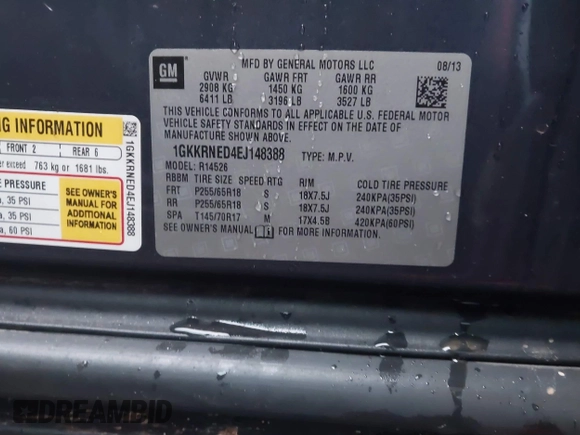 GM
MFD BY GENERAL MOTORS LLC 08/13
GVWR GAWR FRT GAWR RR
2908 KG 1450 KG 1600 KG
6411 LB 3196 LB 3527 LB
THIS VEHICLE CONFORMS TO ALL APPLICABLE U.S. FEDERAL MOTOR
VEHICLE SAFETY STANDARDS IN EFFECT ON THE DATE OF
MANUFACTURE SHOWN ABOVE.
1GKKRNED4EJ148388 TYPE: M.P.V.
MODEL: R14526
RBBM TIRE SIZE SPEED RTG RIM COLD TIRE PRESSURE
FRT P255/65R18 S 18X7.5J 240KPA(35PSI)
RR P255/65R18 S 18X7.5J 240KPA(35PSI)
SPA T145/70R17 M 17X4.5B 420KPA(60PSI)
SEE OWNER'S MANUAL FOR MORE INFORMATION.
NG INFORMATION
FRONT 2 REAR 6
exceed 763 kg or 1681 lbs.
E PRESSURE
a, 35 PSI
a, 35 PSI
a, 60 PSI
SEE OWNER'S
MANUAL FOR
ADDITIONAL
INFORMATION
1GKKRNED4EJ148388
DREAMBID